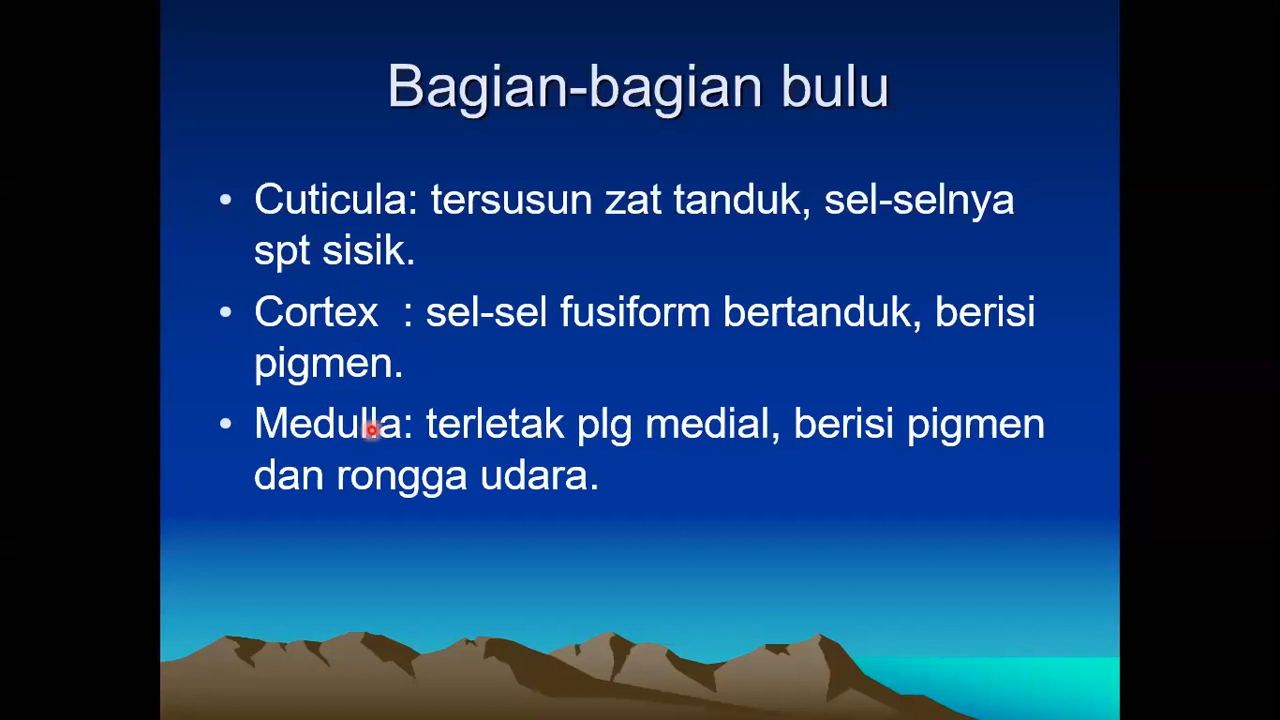 Bagian-bagian bulu
• Cuticula: tersusun zat tanduk, sel-selnya
spt sisik.
• Cortex  : sel-sel fusiform bertanduk, berisi
pigmen.
• Medulla: terletak plg medial, berisi pigmen
dan rongga udara.